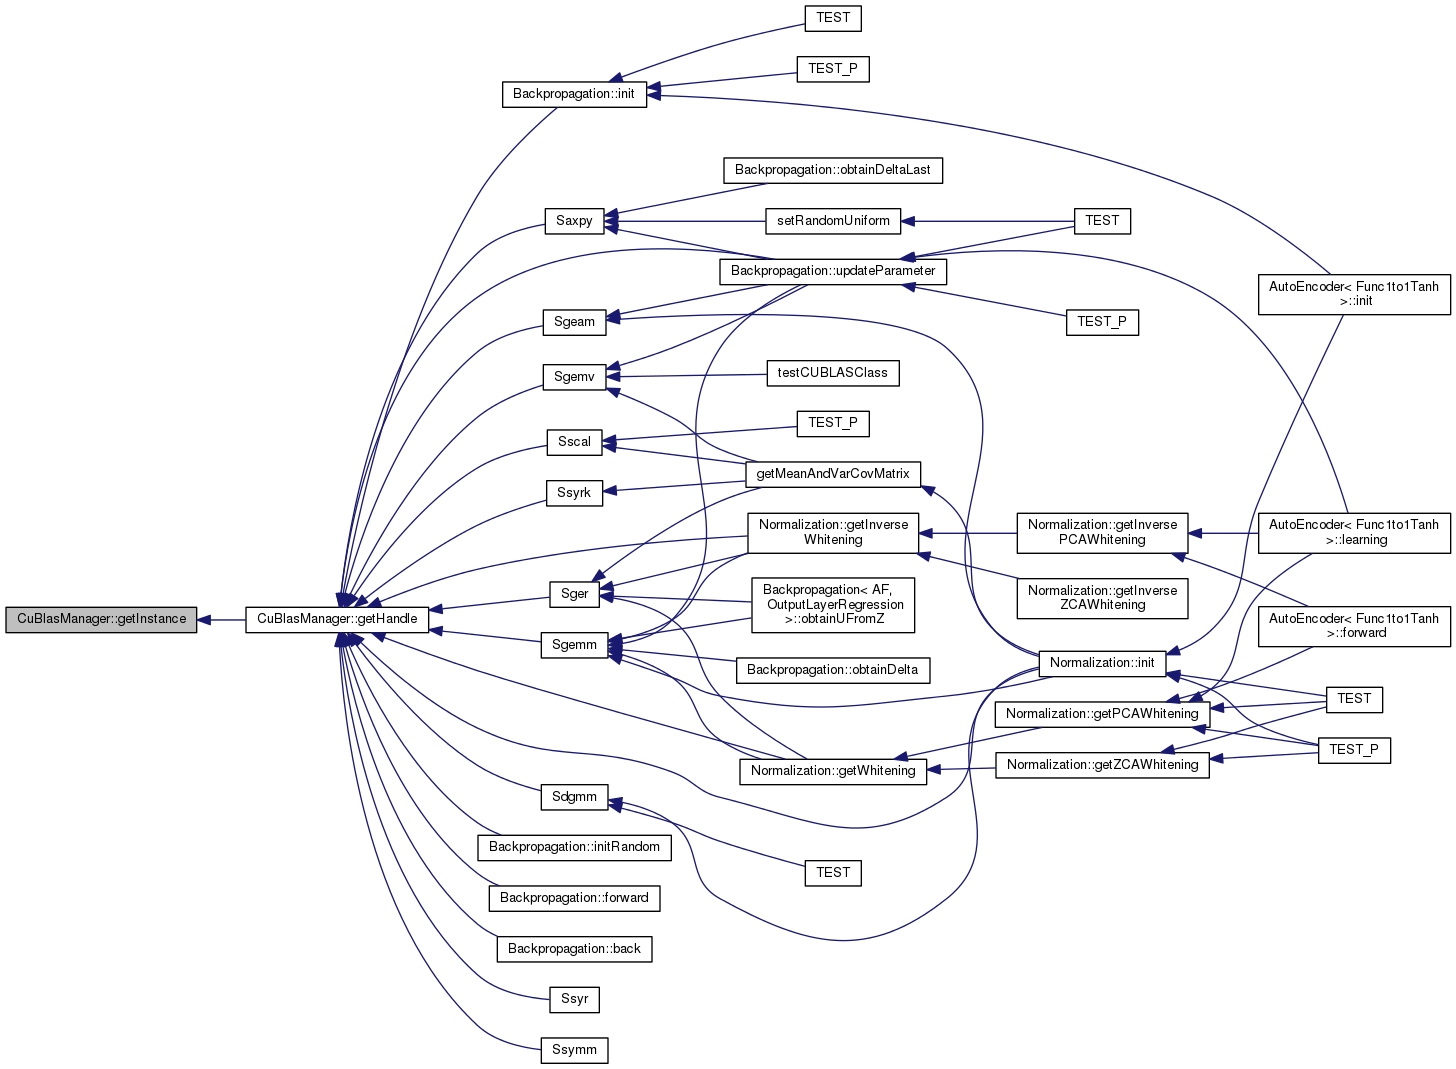 TEST
TEST_P
Backpropagation::init
Backpropagation::obtainDeltaLast
Saxpy
setRandomUniform
TEST
Backpropagation::updateParameter
AutoEncoder< Func1to1Tanh
>::init
Sgeam
TEST_P
Sgemv
testCUBLASClass
TEST_P
Sscal
getMeanAndVarCovMatrix
Ssyrk
Normalization::getInverse
Whitening
Normalization::getInverse
PCAWhitening
AutoEncoder< Func1to1Tanh
>::learning
Sger
Backpropagation< AF,
OutputLayerRegression
>::obtainUFromZ
Normalization::getInverse
ZCAWhitening
CuBlasManager::getInstance
CuBlasManager::getHandle
AutoEncoder< Func1to1Tanh
>::forward
Sgemm
Backpropagation::obtainDelta
Normalization::init
TEST
Normalization::getPCAWhitening
TEST_P
Normalization::getWhitening
Normalization::getZCAWhitening
Sdgmm
Backpropagation::initRandom
TEST
Backpropagation::forward
Backpropagation::back
Ssyr
Ssymm